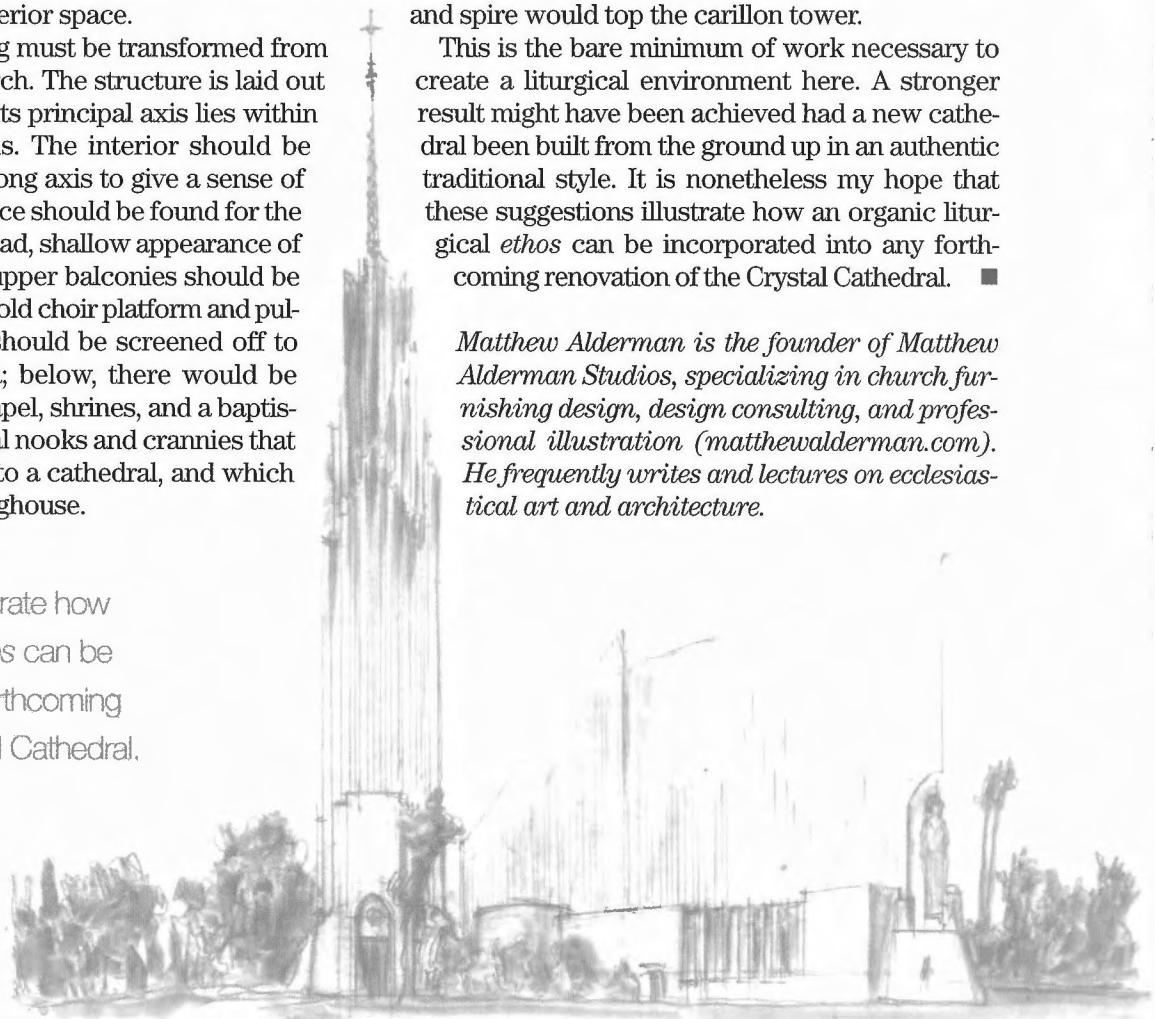 erior space.
g must be transformed from
rch. The structure is laid out
ts principal axis lies within
s. The interior should be
ong axis to give a sense of
ce should be found for the
ad, shallow appearance of
upper balconies should be
old choir platform and pul-
should be screened off to
; below, there would be
pel, shrines, and a baptis-
l nooks and crannies that
to a cathedral, and which
ghouse.
rate how
s can be
rthcoming
l Cathedral.
and spire would top the carillon tower.
This is the bare minimum of work necessary to
create a liturgical environment here. A stronger
result might have been achieved had a new cathe-
dral been built from the ground up in an authentic
traditional style. It is nonetheless my hope that
these suggestions illustrate how an organic litur-
gical ethos can be incorporated into any forth-
coming renovation of the Crystal Cathedral. ■
Matthew Alderman is the founder of Matthew
Alderman Studios, specializing in church fur-
nishing design, design consulting, and profes-
sional illustration (matthewalderman.com).
He frequently writes and lectures on ecclesias-
tical art and architecture.